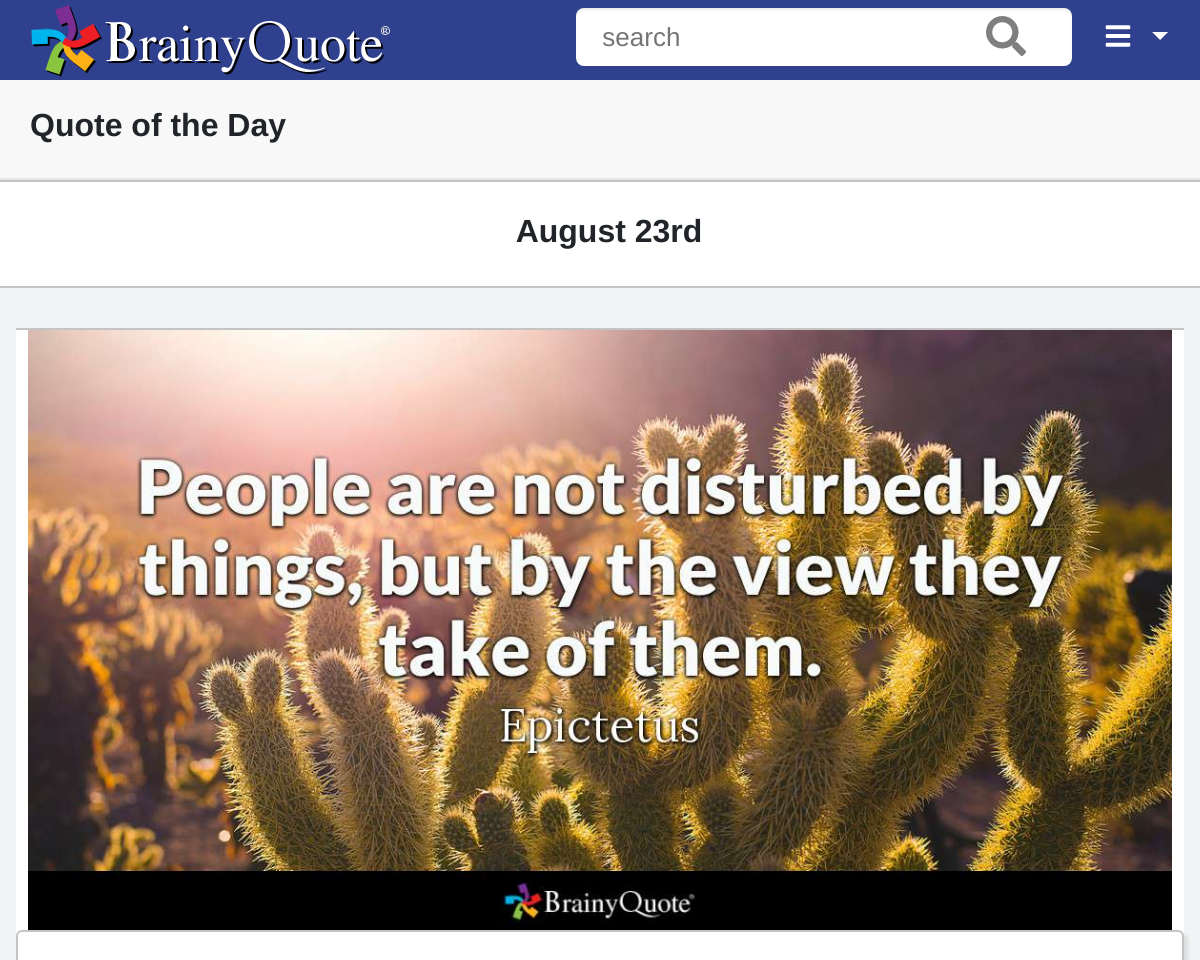 BrainyQuote®
search
Quote of the Day
August 23rd
People are not disturbed by
things, but by the view they
take of them.
Epictetus
BrainyQuote®